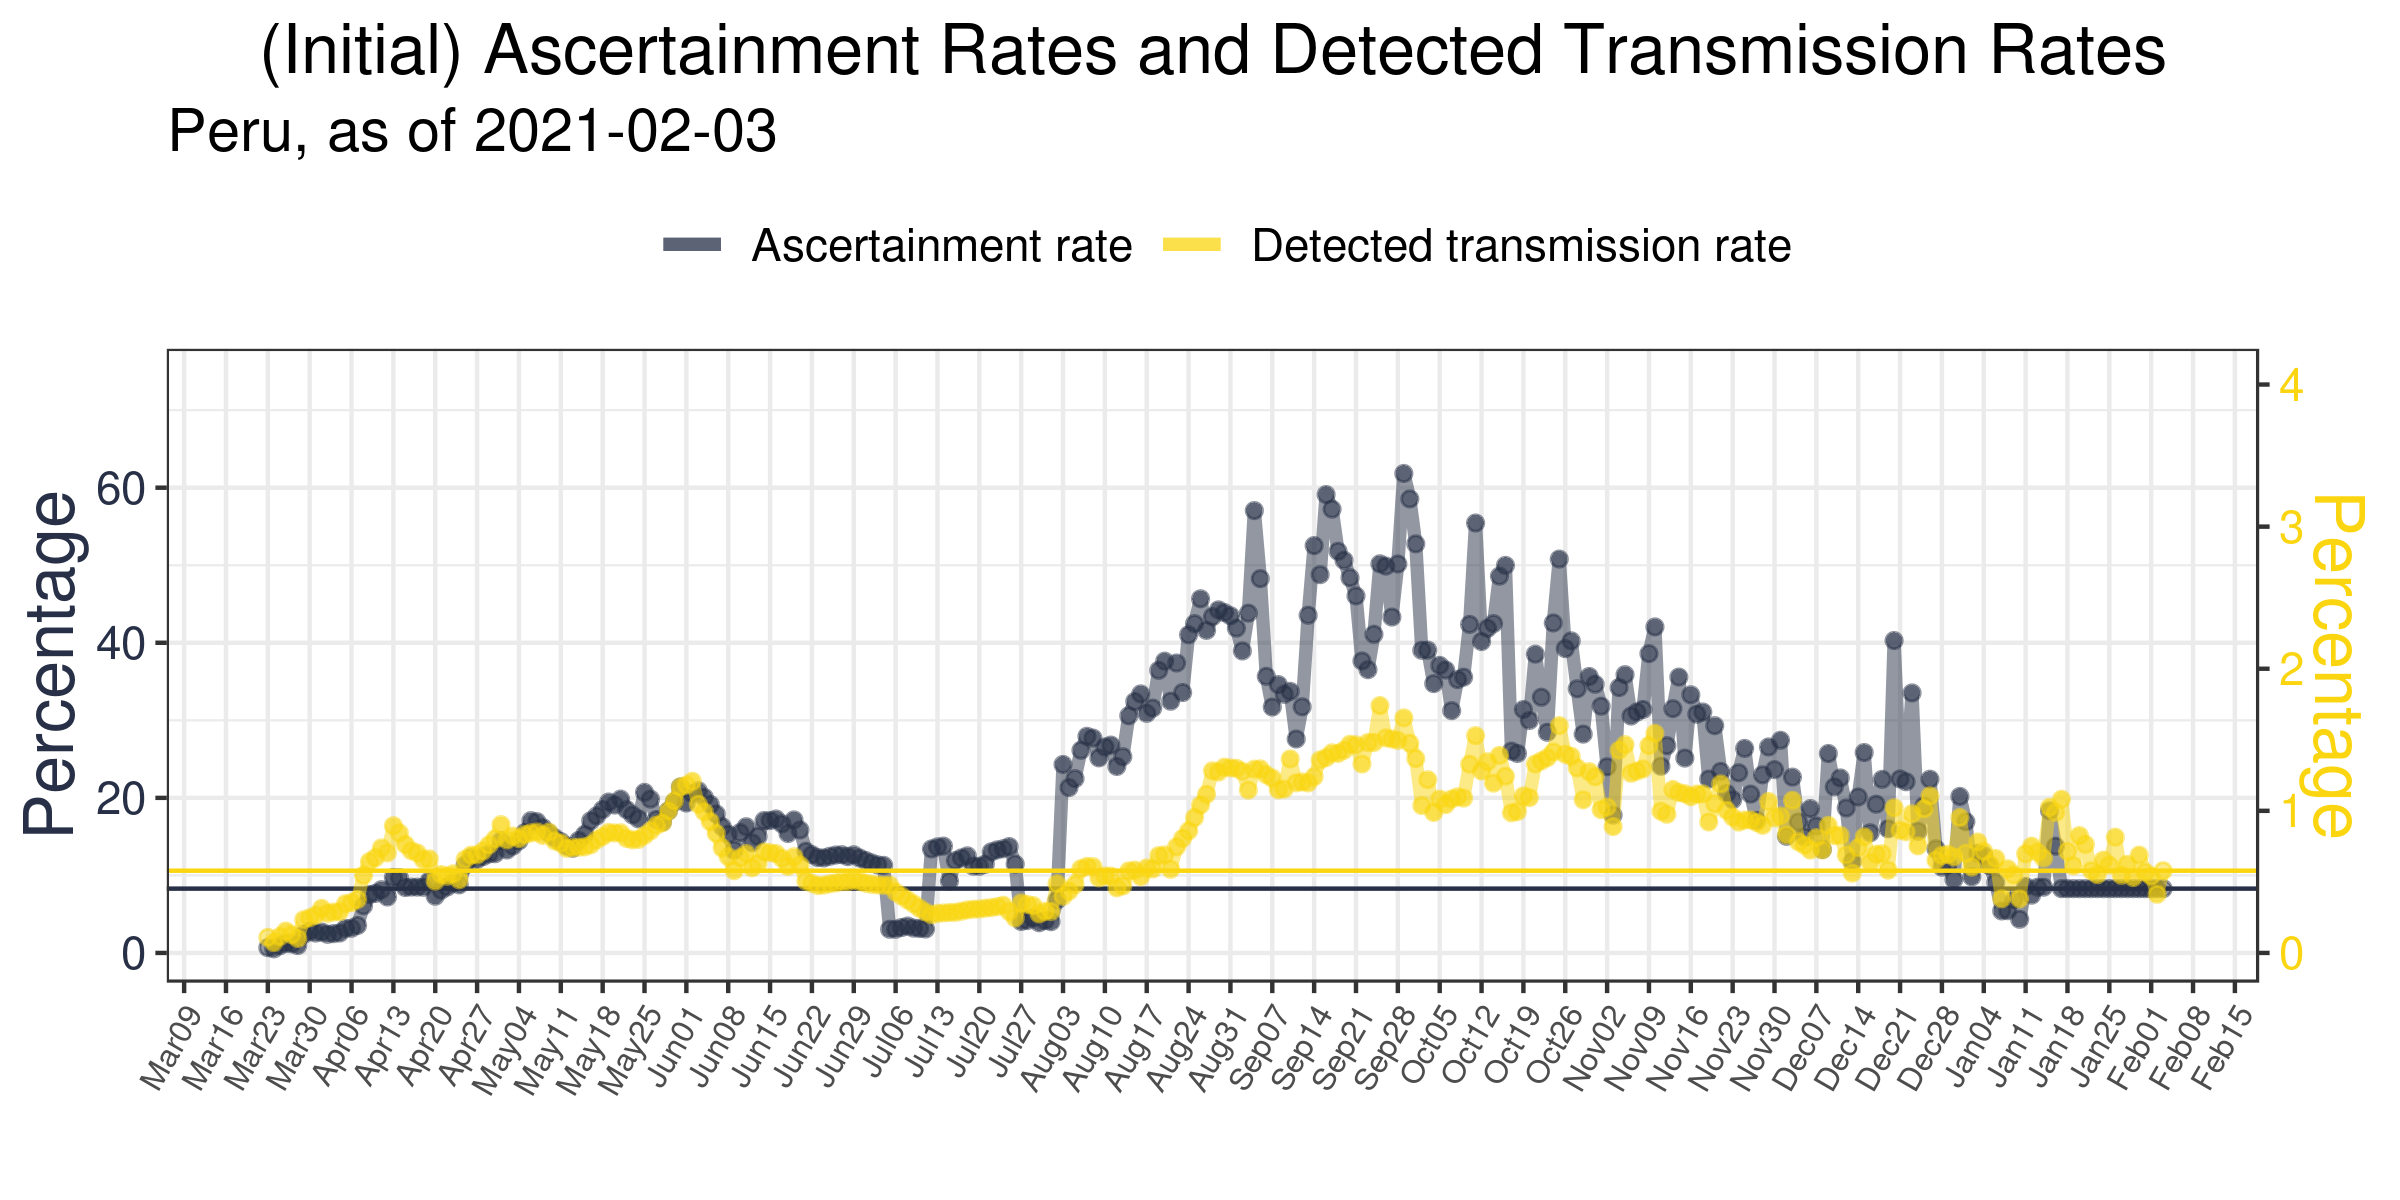 (Initial) Ascertainment Rates and Detected Transmission Rates
Peru, as of 2021-02-03
Ascertainment rate Detected transmission rate
Percentage
60
40
20
0
4
3
2
1
0
Percentage
Mar09 Mar16 Mar23 Mar30 Apr06 Apr13 Apr20 Apr27 May04 May11 May18 May25 Jun01 Jun08 Jun15 Jun22 Jun29 Jul06 Jul13 Jul20 Jul27 Aug03 Aug10 Aug17 Aug24 Aug31 Sep07 Sep14 Sep21 Sep28 Oct05 Oct12 Oct19 Oct26 Nov02 Nov09 Nov16 Nov23 Nov30 Dec07 Dec14 Dec21 Dec28 Jan04 Jan11 Jan18 Jan25 Feb01 Feb08 Feb15